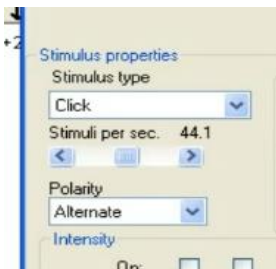 +2
Stimulus properties
Stimulus type
Click
Stimuli per sec. 44.1
Polarity
Alternate
Intensity
On: